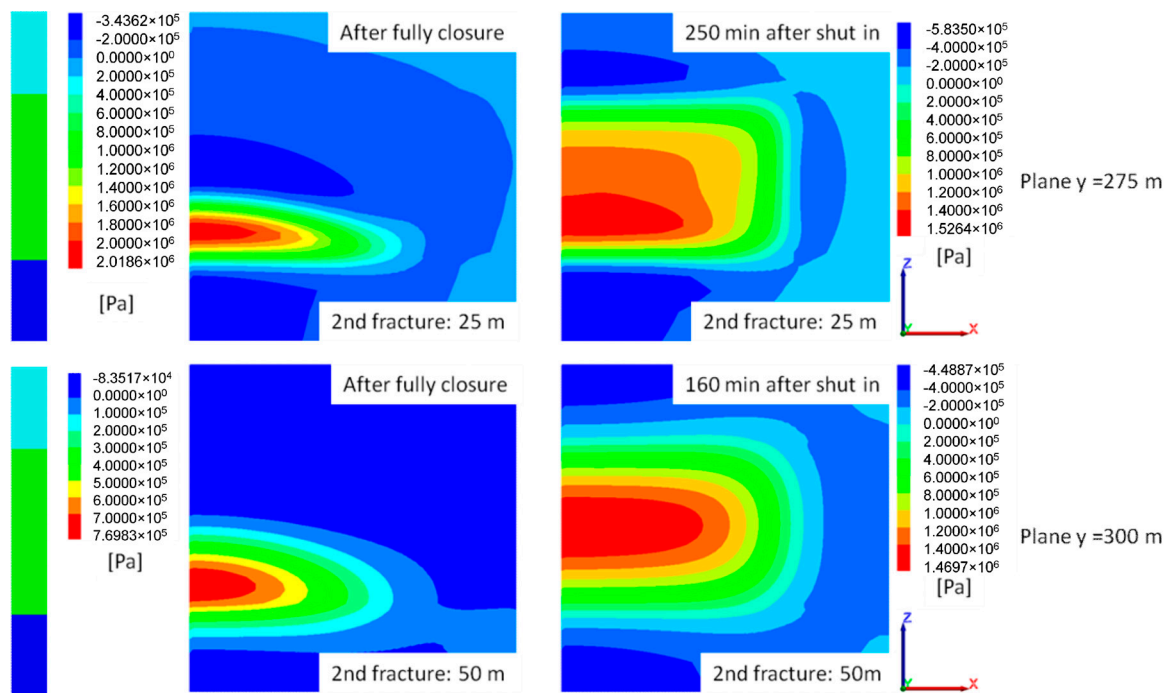 After fully closure
-3.4362×10⁵
-2.0000×10⁵
0.0000×10⁰
2.0000×10⁵
4.0000×10⁵
6.0000×10⁵
8.0000×10⁵
1.0000×10⁶
1.2000×10⁶
1.4000×10⁶
1.6000×10⁶
1.8000×10⁶
2.0000×10⁶
2.0186×10⁶
[Pa]
2nd fracture: 25 m
250 min after shut in
-5.8350×10⁵
-4.0000×10⁵
-2.0000×10⁵
0.0000×10⁰
2.0000×10⁵
4.0000×10⁵
6.0000×10⁵
8.0000×10⁵
1.0000×10⁶
1.2000×10⁶
1.4000×10⁶
1.5264×10⁶
[Pa]
2nd fracture: 25 m
Plane y =275 m
Z
Y
X
After fully closure
-8.3517×10⁴
0.0000×10⁰
1.0000×10⁵
2.0000×10⁵
3.0000×10⁵
4.0000×10⁵
5.0000×10⁵
6.0000×10⁵
7.0000×10⁵
7.6983×10⁵
[Pa]
2nd fracture: 50 m
160 min after shut in
-4.4887×10⁵
-4.0000×10⁵
-2.0000×10⁵
0.0000×10⁰
2.0000×10⁵
4.0000×10⁵
6.0000×10⁵
8.0000×10⁵
1.0000×10⁶
1.2000×10⁶
1.4000×10⁶
1.4697×10⁶
[Pa]
2nd fracture: 50m
Plane y =300 m
Z
Y
X